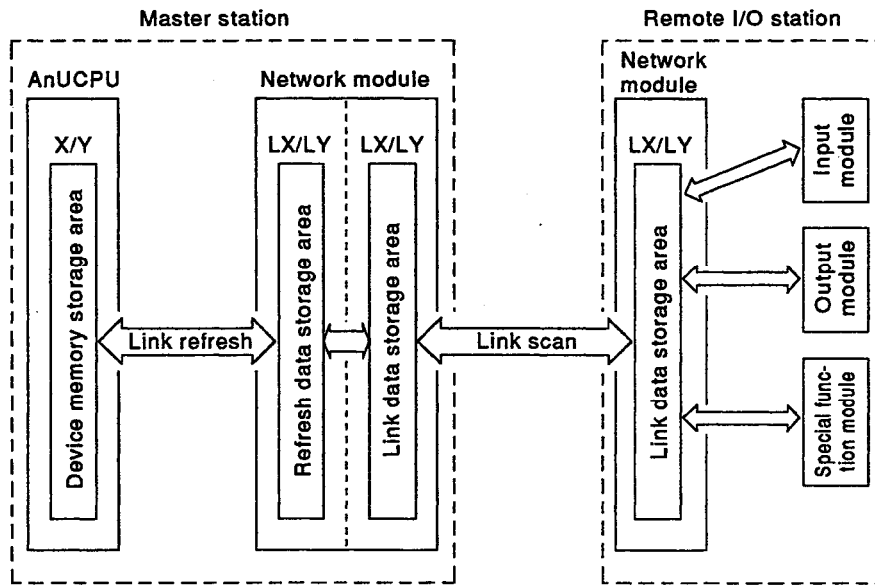 Master station
Remote I/O station
AnUCPU
Network module
Network
module
X/Y
LX/LY
LX/LY
LX/LY
Device memory storage area
Refresh data storage area
Link data storage area
Link data storage area
Link refresh
Link scan
Input
module
Output
module
Special func-
tion module